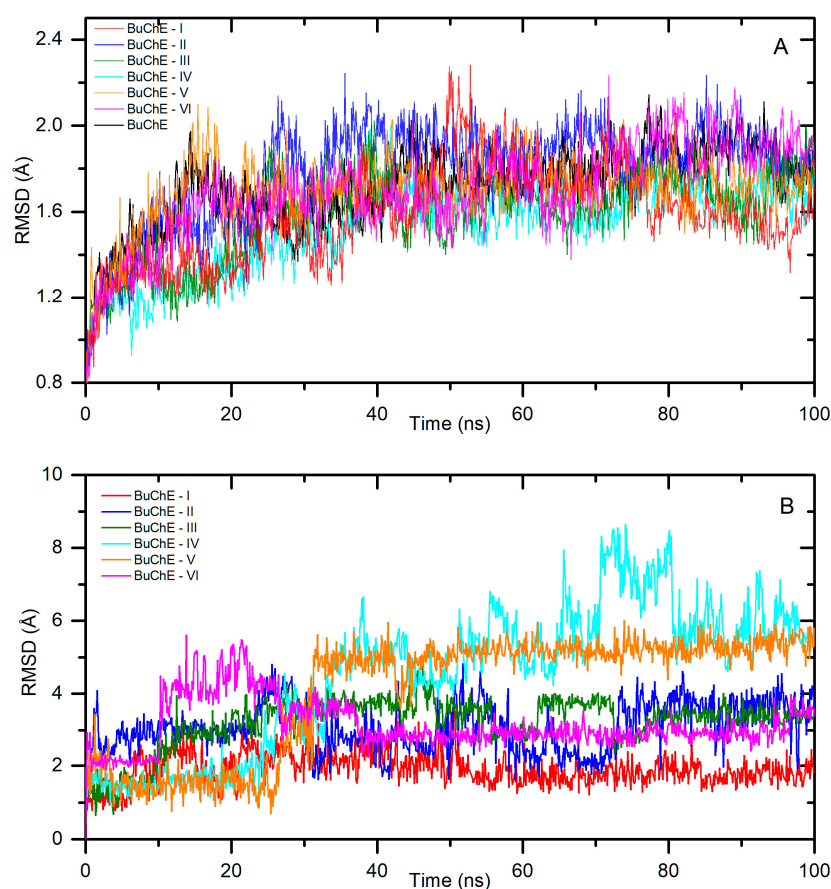 A
BuChE - I
BuChE - II
BuChE - III
BuChE - IV
BuChE - V
BuChE - VI
BuChE
2.4
2.0
1.6
1.2
0.8
RMSD (Å)
0 20 40 60 80 100
Time (ns)
B
BuChE - I
BuChE - II
BuChE - III
BuChE - IV
BuChE - V
BuChE - VI
10
8
6
4
2
0
RMSD (Å)
0 20 40 60 80 100
Time (ns)